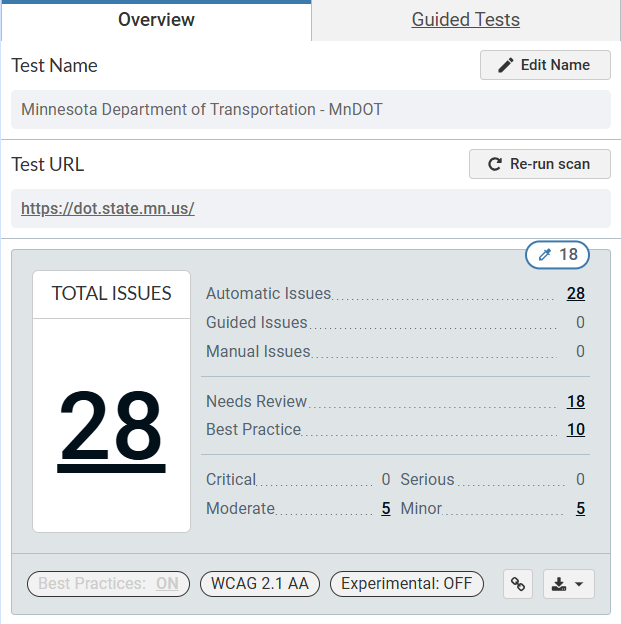 Overview
Guided Tests
Test Name
Edit Name
Minnesota Department of Transportation - MnDOT
Test URL
Re-run scan
https://dot.state.mn.us/
18
TOTAL ISSUES
28
Automatic Issues 28
Guided Issues 0
Manual Issues 0
Needs Review 18
Best Practice 10
Critical 0 Serious 0
Moderate 5 Minor 5
Best Practices: ON
WCAG 2.1 AA
Experimental: OFF